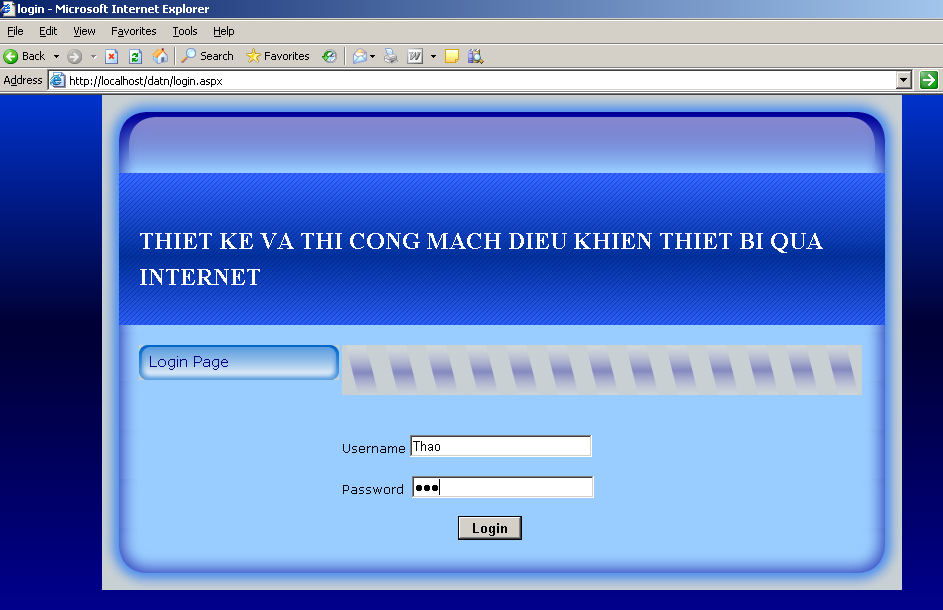 login - Microsoft Internet Explorer
File Edit View Favorites Tools Help
Back Search Favorites
Address http://localhost/datn/login.aspx
THIET KE VA THI CONG MACH DIEU KHIEN THIET BI QUA
INTERNET
Login Page
Username Thao
Password •••
Login